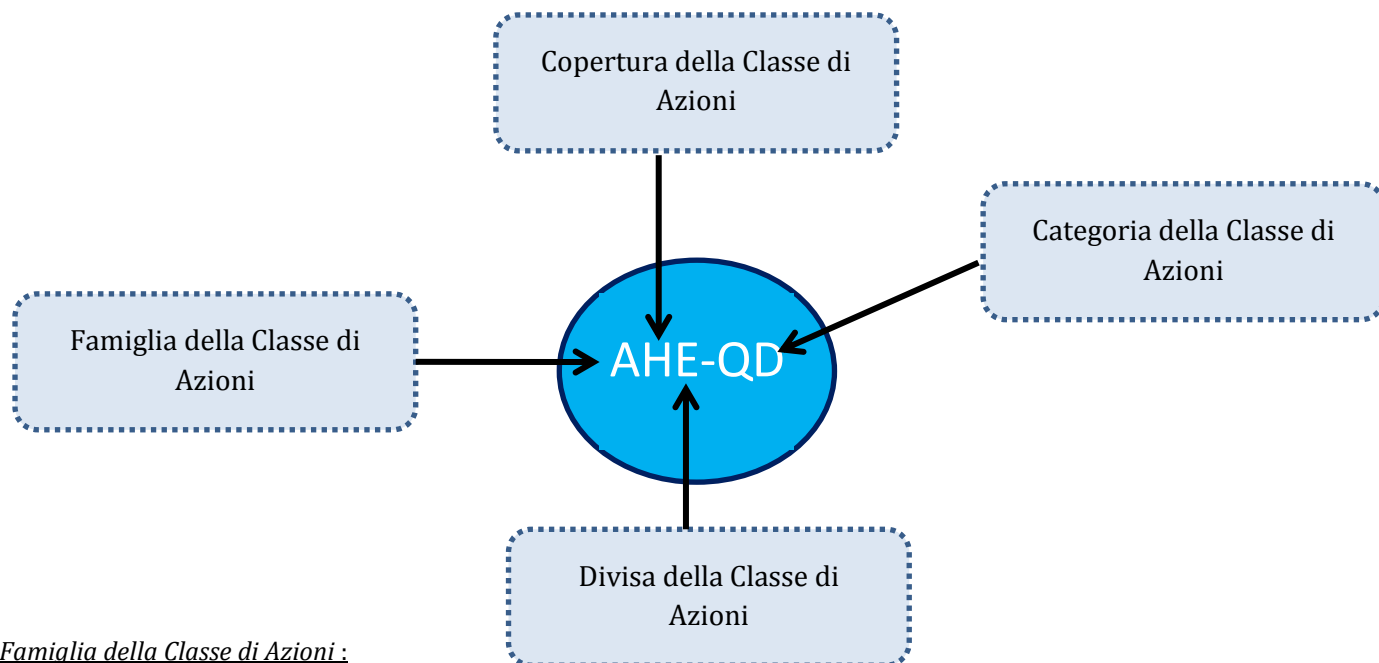 Copertura della Classe di
Azioni
Categoria della Classe di
Azioni
Famiglia della Classe di
Azioni
AHE-QD
Divisa della Classe di
Azioni
Famiglia della Classe di Azioni :